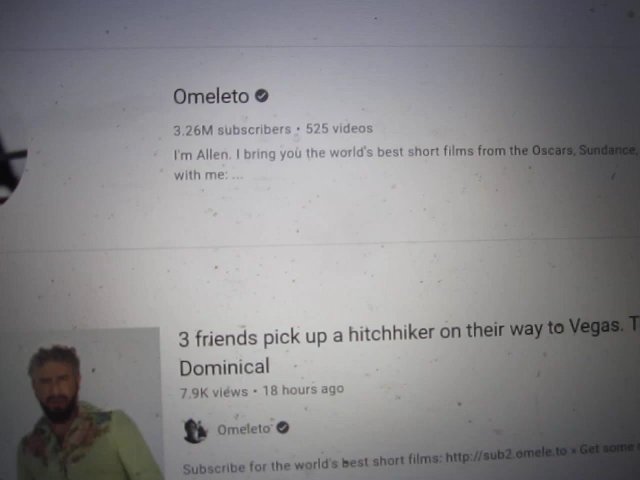 Omeleto
3.26M subscribers • 525 videos
I'm Allen. I bring you the world's best short films from the Oscars, Sundance,
with me: ...
3 friends pick up a hitchhiker on their way to Vegas. T
Dominical
7.9K views • 18 hours ago
Omeleto
Subscribe for the world's best short films: http://sub2.omele.to × Get some